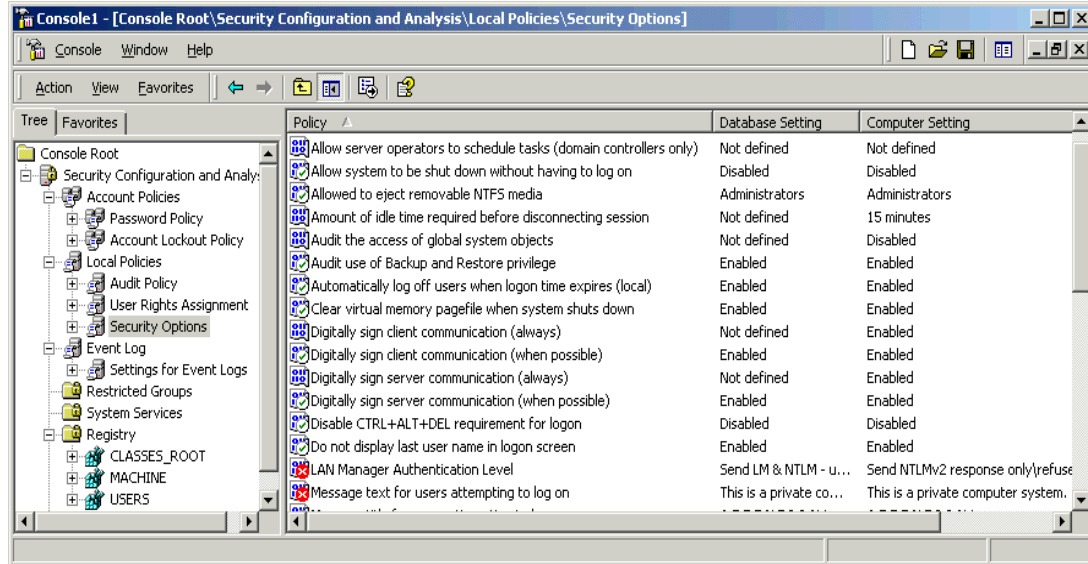 Console1 - [Console Root\Security Configuration and Analysis\Local Policies\Security Options]
Console Window Help
Action View Favorites
Tree Favorites
Policy Database Setting Computer Setting
Console Root
Security Configuration and Analy
Account Policies
Password Policy
Account Lockout Policy
Local Policies
Audit Policy
User Rights Assignment
Security Options
Event Log
Settings for Event Logs
Restricted Groups
System Services
Registry
CLASSES_ROOT
MACHINE
USERS
Allow server operators to schedule tasks (domain controllers only) Not defined Not defined
Allow system to be shut down without having to log on Disabled Disabled
Allowed to eject removable NTFS media Administrators Administrators
Amount of idle time required before disconnecting session Not defined 15 minutes
Audit the access of global system objects Not defined Disabled
Audit use of Backup and Restore privilege Enabled Enabled
Automatically log off users when logon time expires (local) Enabled Enabled
Clear virtual memory pagefile when system shuts down Enabled Enabled
Digitally sign client communication (always) Not defined Enabled
Digitally sign client communication (when possible) Enabled Enabled
Digitally sign server communication (always) Not defined Enabled
Digitally sign server communication (when possible) Enabled Enabled
Disable CTRL+ALT+DEL requirement for logon Disabled Disabled
Do not display last user name in logon screen Enabled Enabled
LAN Manager Authentication Level Send LM & NTLM - u... Send NTLMv2 response only\refuse
Message text for users attempting to log on This is a private co... This is a private computer system.